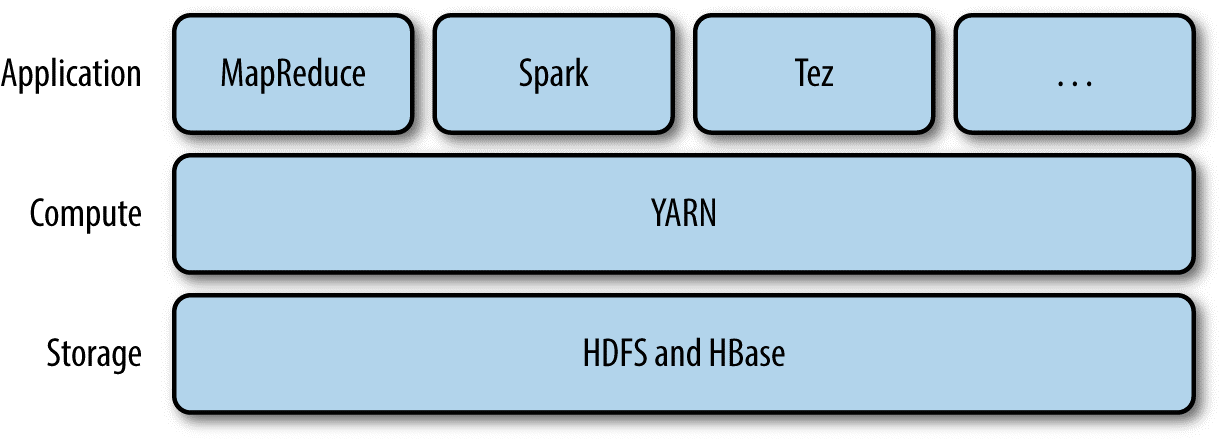 Application MapReduce Spark Tez ...
Compute YARN
Storage HDFS and HBase